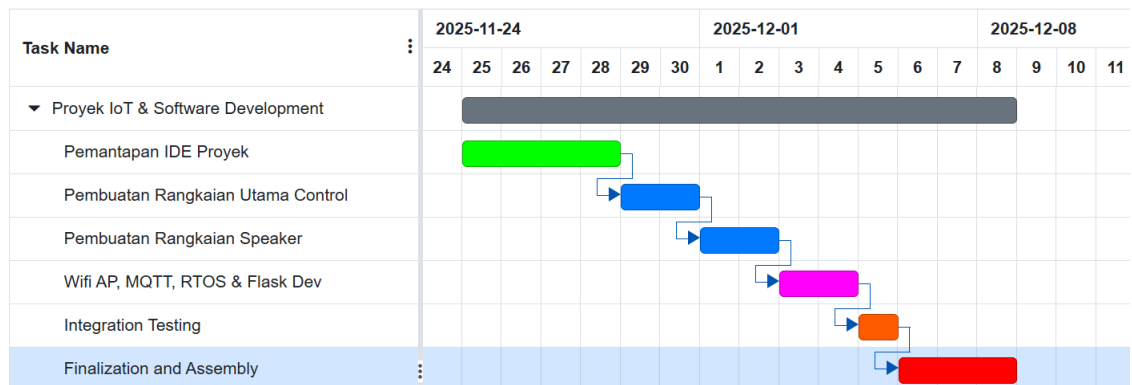 Task Name
2025-11-24 2025-12-01 2025-12-08
24 25 26 27 28 29 30 1 2 3 4 5 6 7 8 9 10 11
Proyek IoT & Software Development
Pemantapan IDE Proyek
Pembuatan Rangkaian Utama Control
Pembuatan Rangkaian Speaker
Wifi AP, MQTT, RTOS & Flask Dev
Integration Testing
Finalization and Assembly